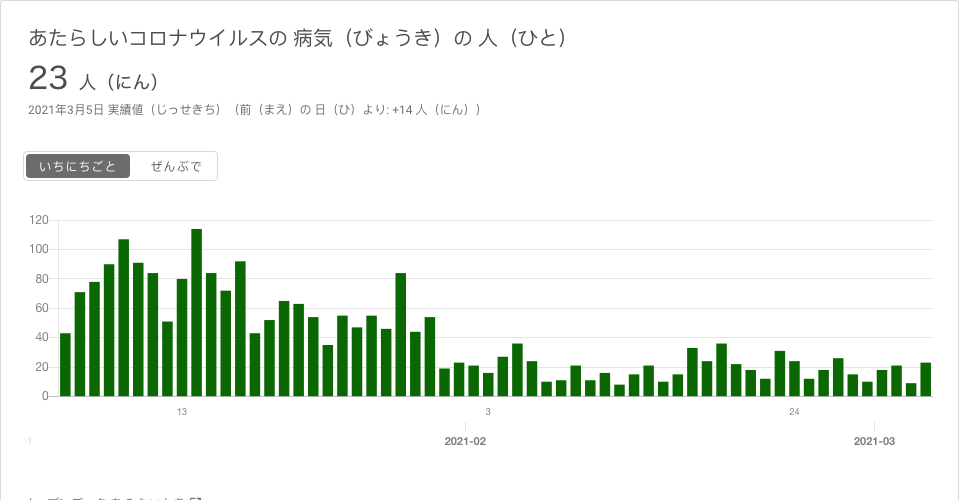 あたらしいコロナウイルスの 病気（びょうき）の 人（ひと）
23 人（にん）
2021年3月5日 実績値（じっせきち）（前（まえ）の 日（ひ）より: +14 人（にん））
いちにちごと ぜんぶで
120
100
80
60
40
20
0
13 3 24
1 2021-02 2021-03